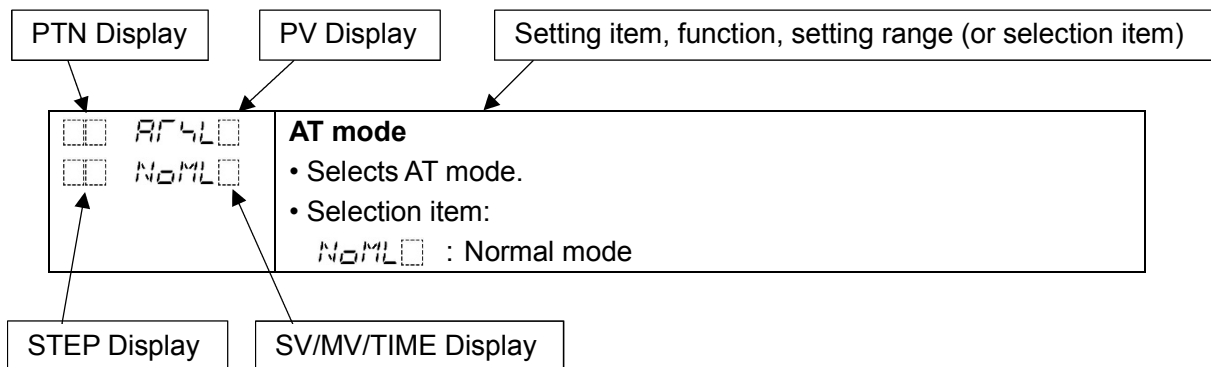 PTN Display
PV Display
Setting item, function, setting range (or selection item)
AT mode
NoML
• Selects AT mode.
• Selection item:
NoML : Normal mode
STEP Display
SV/MV/TIME Display